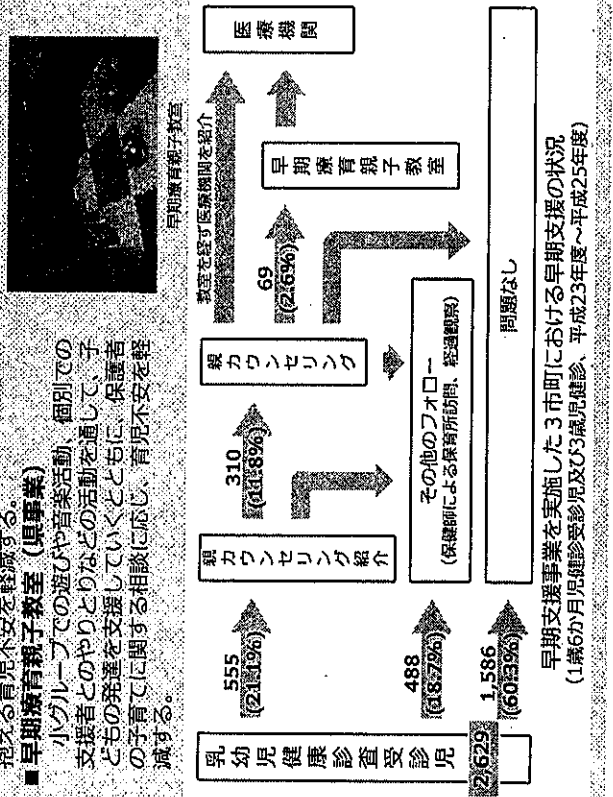 抱える育児不安を軽減する。
■早期療育親子教室（県事業）
小グループでの遊びや音楽活動、個別での
支援者とのやりとりなどの活動を通して、子
どもの発達を支援していくとともに、保護者
の子育てに関する相談に応じ、育児不安を軽
減する。
早期療育親子教室
乳幼児健康診査受診児
2,629
555
(21.1%)
488
(18.7%)
1,586
(60.3%)
親カウンセリング紹介
310
(11.8%)
親カウンセリング
教室を経ず医療機関を紹介
69
(2.6%)
早期療育親子教室
医療機関
その他のフォロー
(保健師による保育所訪問、経過観察)
問題なし
早期支援事業を実施した３市町における早期支援の状況
(1歳6か月児健診受診児及び3歳児健診、平成23年度～平成25年度)